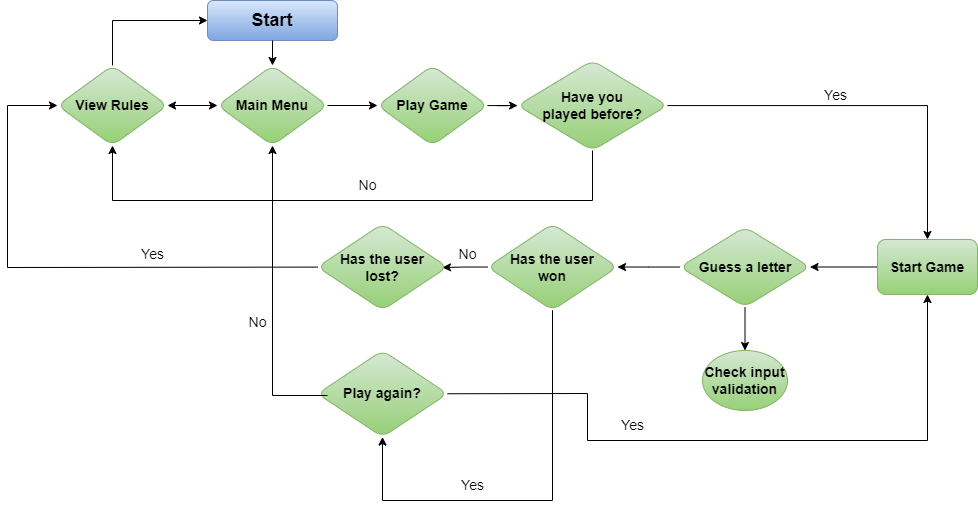 Start
View Rules
Main Menu
Play Game
Have you
played before?
Yes
No
Yes
Has the user
lost?
No
Has the user
won
Guess a letter
Start Game
No
Play again?
Check input
validation
Yes
Yes